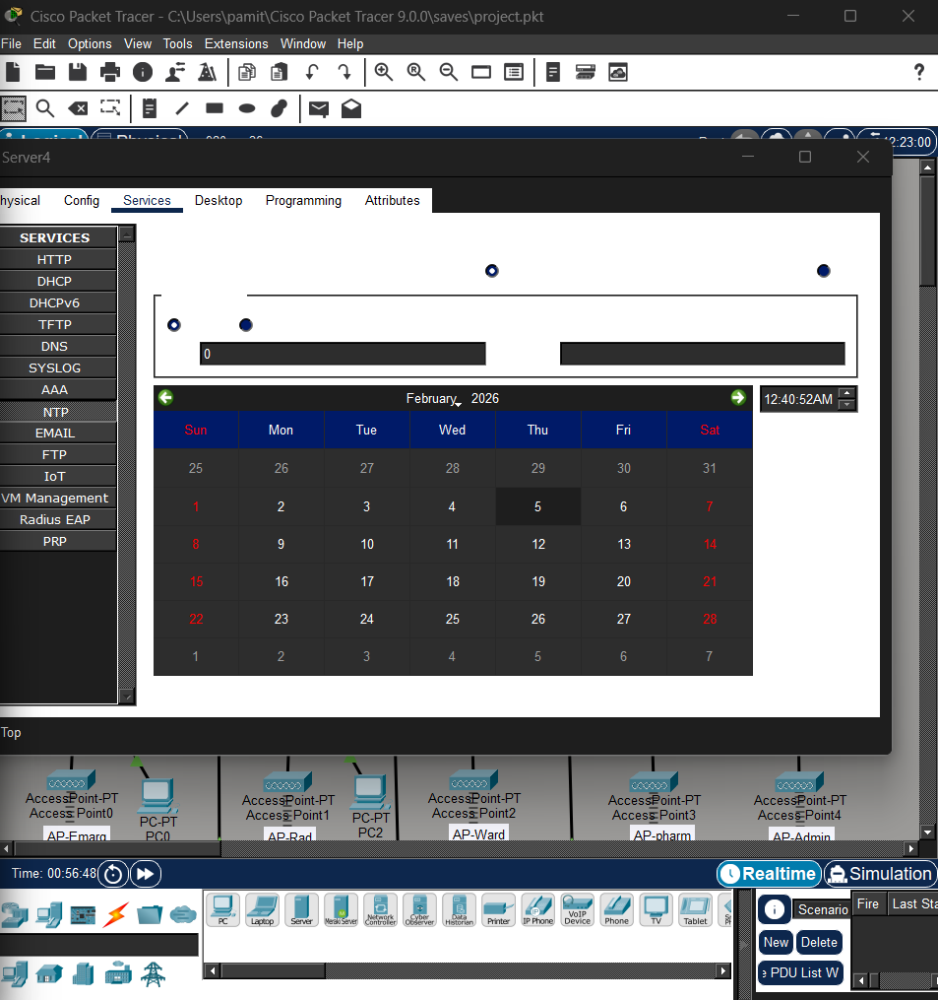 Cisco Packet Tracer - C:\Users\pamit\Cisco Packet Tracer 9.0.0\saves\project.pkt
File Edit Options View Tools Extensions Window Help
?
12:23:00
Server4
hysical Config Services Desktop Programming Attributes
SERVICES
HTTP
DHCP
DHCPv6
TFTP
DNS
SYSLOG
AAA
NTP
EMAIL
FTP
IoT
VM Management
Radius EAP
PRP
0
February 2026
12:40:52AM
Sun Mon Tue Wed Thu Fri Sat
25 26 27 28 29 30 31
1 2 3 4 5 6 7
8 9 10 11 12 13 14
15 16 17 18 19 20 21
22 23 24 25 26 27 28
1 2 3 4 5 6 7
Top
AccessPoint-PT
Access Point0
AP-Emarg
PC-PT
PC0
AccessPoint-PT
Access Point1
AP-Rad
PC-PT
PC2
AccessPoint-PT
Access Point2
AP-Ward
AccessPoint-PT
Access Point3
AP-pharm
AccessPoint-PT
Access Point4
AP-Admin
Time: 00:56:48
Realtime Simulation
PC Laptop Server Meraki Server Network Controller Cyber Observer Data Historian Printer IP Phone VoIP Device Phone TV Tablet
Scenario
New Delete
e PDU List W
Fire Last Sta